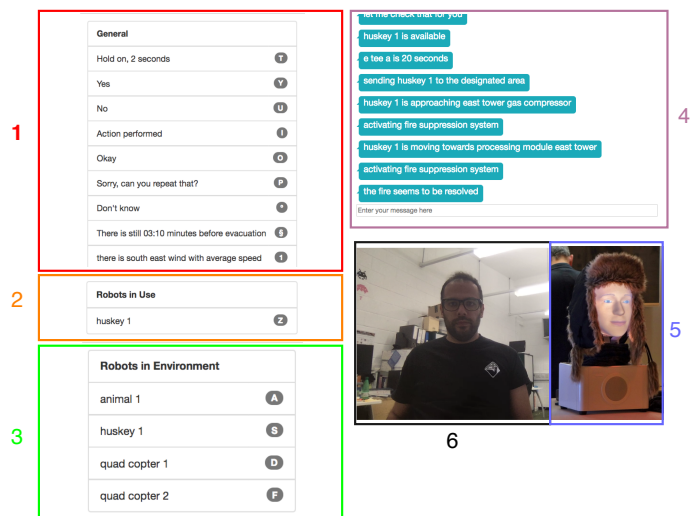 1
General
Hold on, 2 seconds T
Yes Y
No U
Action performed I
Okay O
Sorry, can you repeat that? P
Don't know *
There is still 03:10 minutes before evacuation §
there is south east wind with average speed 1
2
Robots in Use
huskey 1 Z
3
Robots in Environment
animal 1 A
huskey 1 S
quad copter 1 D
quad copter 2 F
4
let me check that for you
huskey 1 is available
e tee a is 20 seconds
sending huskey 1 to the designated area
huskey 1 is approaching east tower gas compressor
activating fire suppression system
huskey 1 is moving towards processing module east tower
activating fire suppression system
the fire seems to be resolved
Enter your message here
5
6